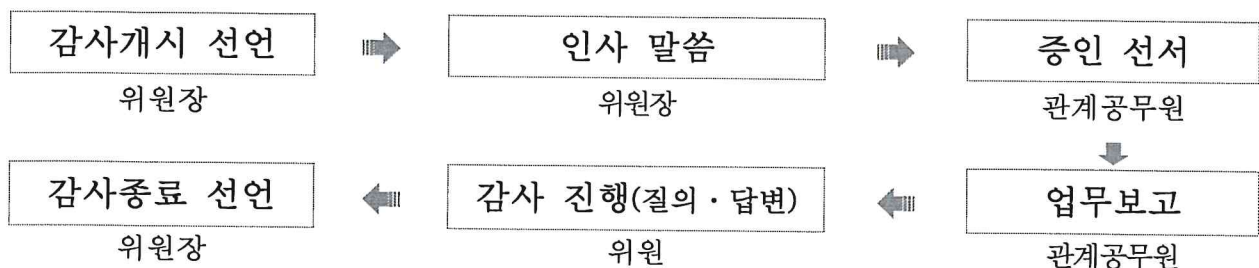 감사개시 선언 인사 말씀 증인 선서
위원장 위원장 관계공무원
감사종료 선언 감사 진행(질의·답변) 업무보고
위원장 위원 관계공무원